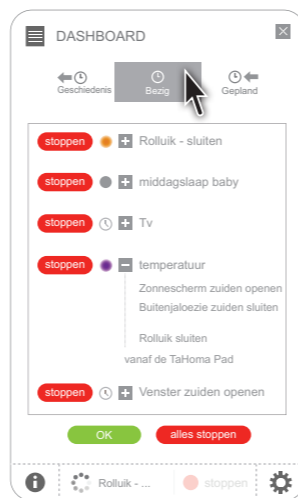 DASHBOARD
Geschiedenis
Bezig
Gepland
stoppen Rolluik - sluiten
stoppen middagslaap baby
stoppen Tv
stoppen temperatuur
Zonnescherm zuiden openen
Buitenjaloezie zuiden sluiten
Rolluik sluiten
vanaf de TaHoma Pad
stoppen Venster zuiden openen
OK alles stoppen
Rolluik - ... stoppen